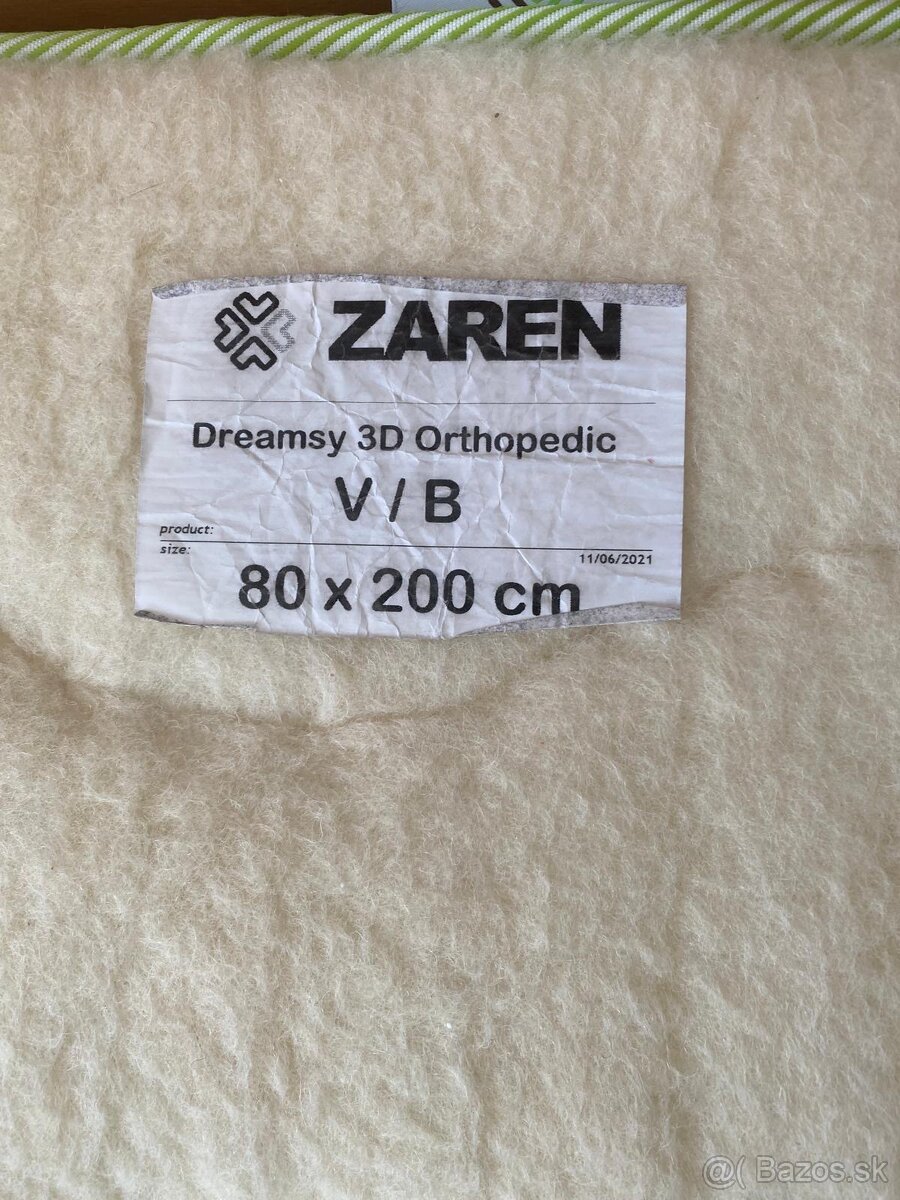 ZAREN
Dreamsy 3D Orthopedic
V / B
product:
size:
11/06/2021
80 x 200 cm
@( Bazos.sk